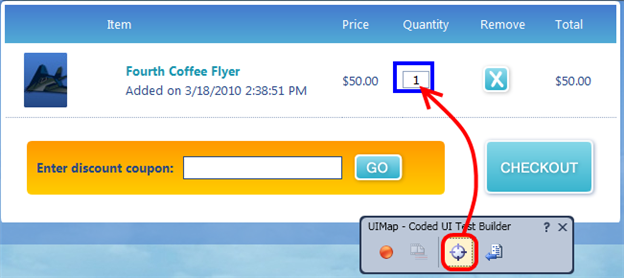 Item Price Quantity Remove Total
Fourth Coffee Flyer
Added on 3/18/2010 2:38:51 PM
$50.00 1 X $50.00
Enter discount coupon: GO
CHECKOUT
UIMap - Coded UI Test Builder ? X